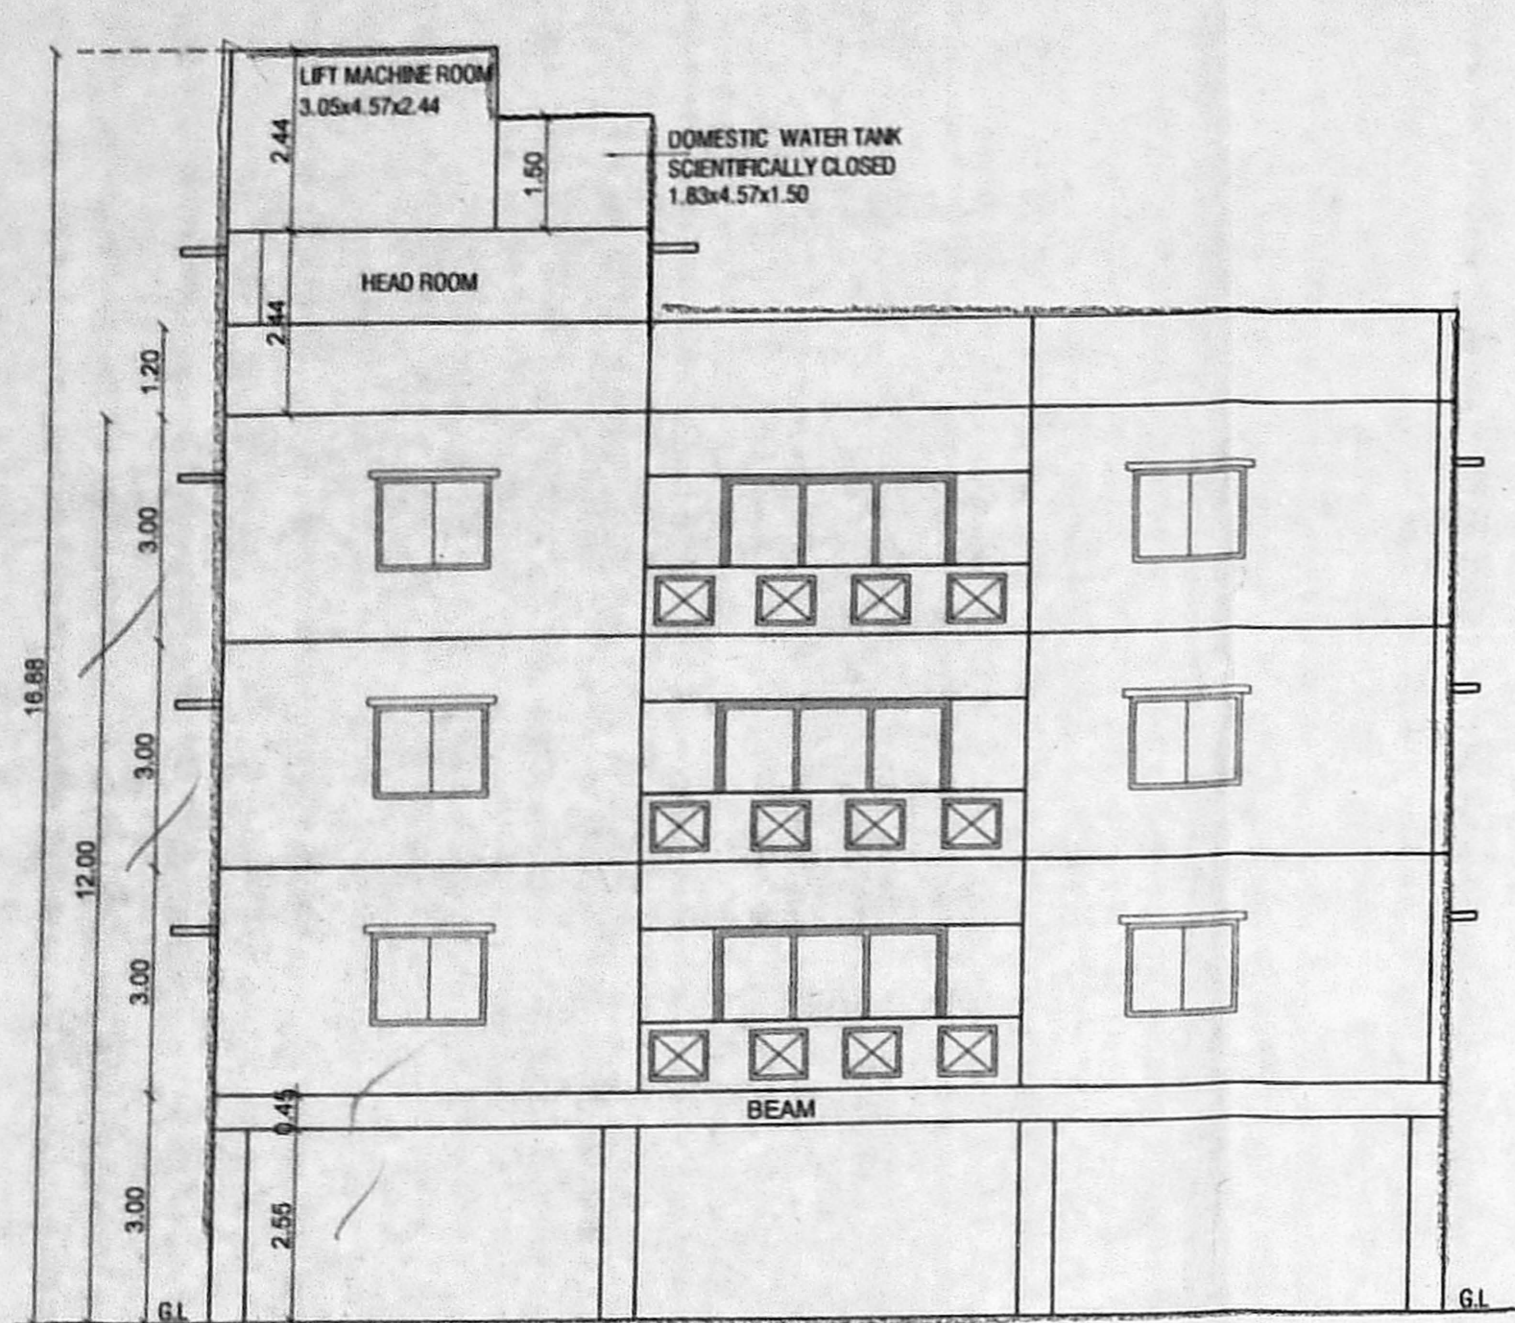 LIFT MACHINE ROOM
3.05x4.57x2.44
2.44
1.50
DOMESTIC WATER TANK
SCIENTIFICALLY CLOSED
1.83x4.57x1.50
HEAD ROOM
2.44
1.20
3.00
16.88
3.00
12.00
3.00
0.45
BEAM
3.00
2.55
G.L
G.L